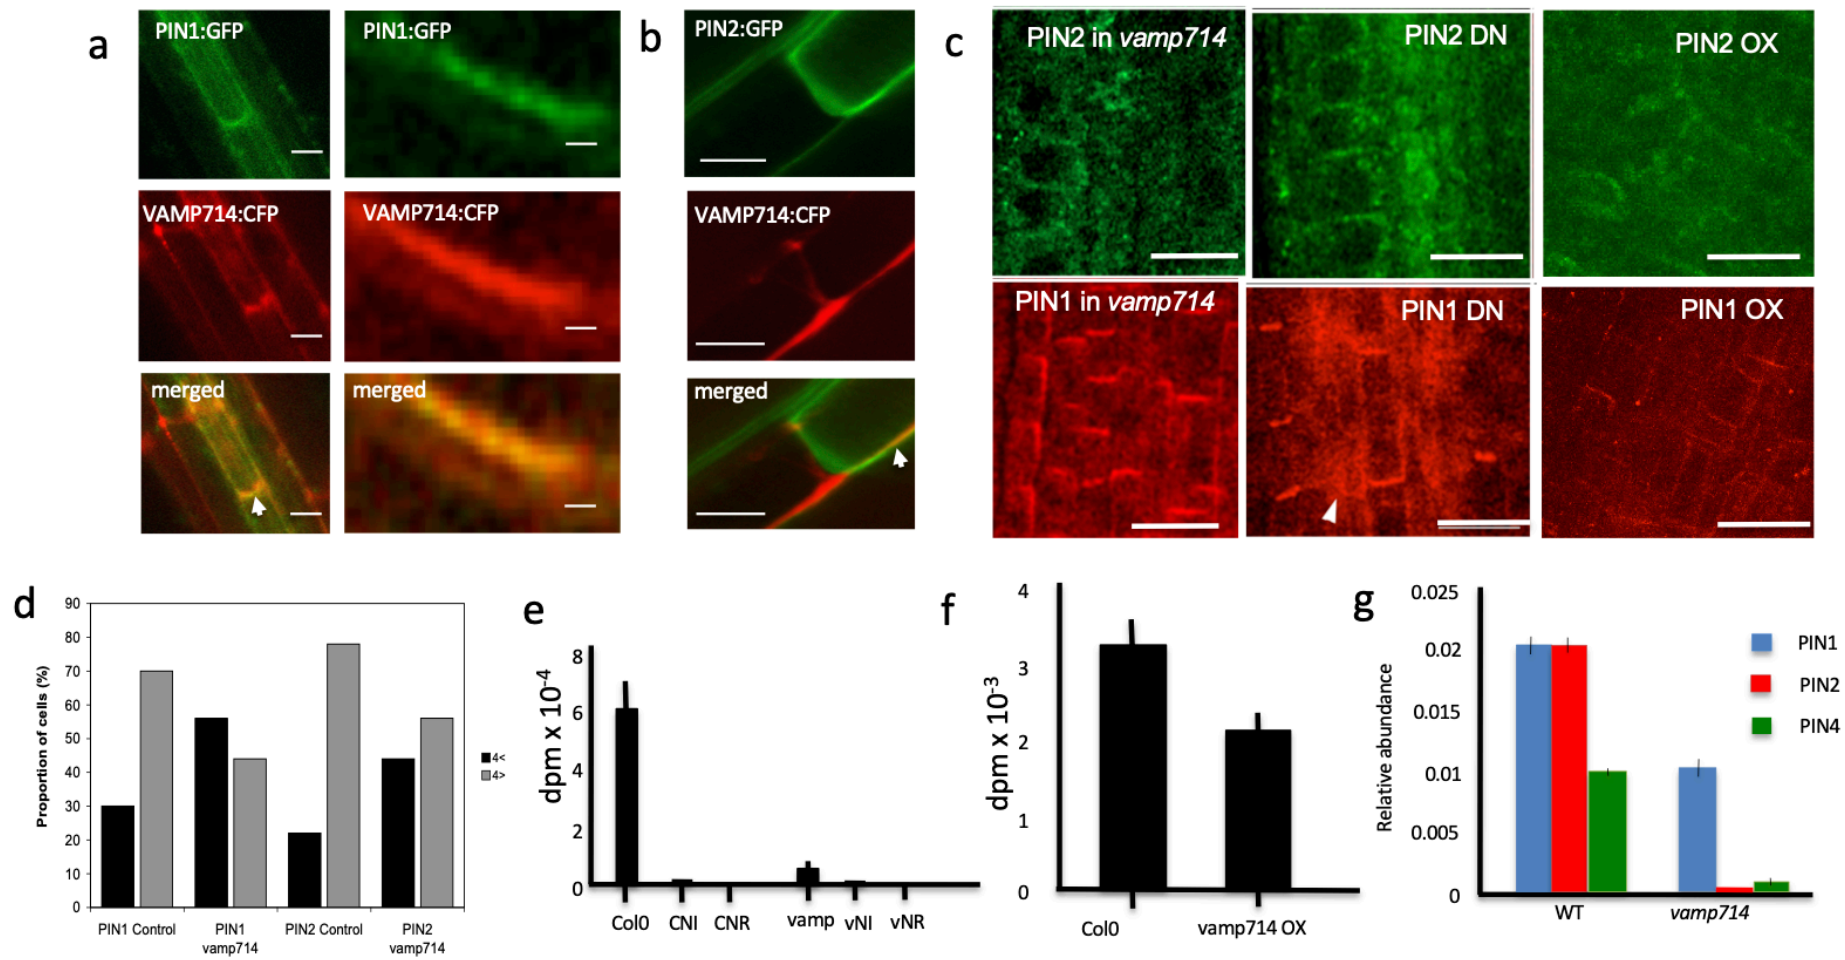 a
PIN1:GFP
PIN1:GFP
VAMP714:CFP
VAMP714:CFP
merged
merged
b
PIN2:GFP
VAMP714:CFP
merged
c
PIN2 in vamp714
PIN2 DN
PIN2 OX
PIN1 in vamp714
PIN1 DN
PIN1 OX
d
Proportion of cells (%)
90
80
70
60
50
40
30
20
10
0
PIN1 Control
PIN1
vamp714
PIN2 Control
PIN2
vamp714
4<
4>
e
dpm x 10-4
8
6
4
2
0
Col0
CNI
CNR
vamp
vNI
vNR
f
dpm x 10-3
4
3
2
1
0
Col0
vamp714 OX
g
Relative abundance
0.025
0.02
0.015
0.01
0.005
0
WT
vamp714
PIN1
PIN2
PIN4